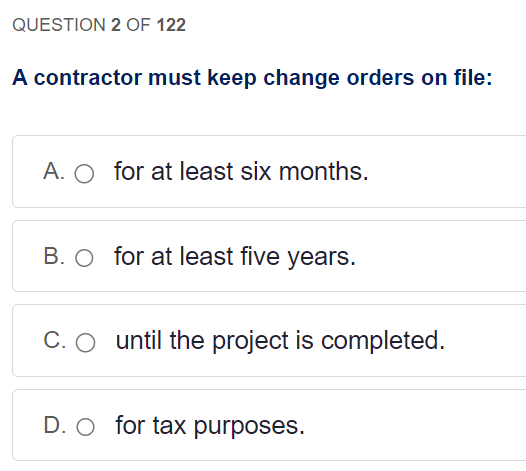 QUESTION 2 OF 122
A contractor must keep change orders on file:
A. for at least six months.
B. for at least five years.
C. until the project is completed.
D. for tax purposes.